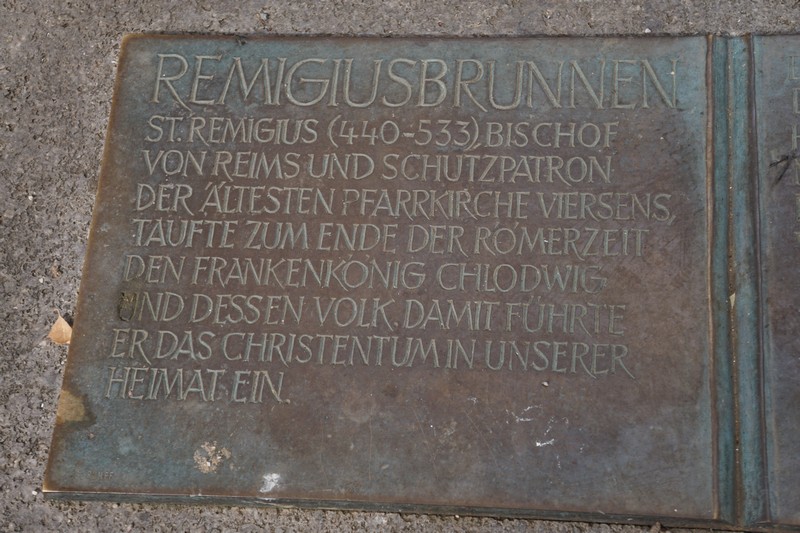 REMIGIUSBRUNNEN
ST. REMIGIUS (440-533), BISCHOF
VON REIMS UND SCHUTZPATRON
DER ÄLTESTEN PFARRKIRCHE VIERSENS,
TAUFTE ZUM ENDE DER RÖMERZEIT
DEN FRANKENKÖNIG CHLODWIG
UND DESSEN VOLK. DAMIT FÜHRTE
ER DAS CHRISTENTUM IN UNSERER
HEIMAT EIN.